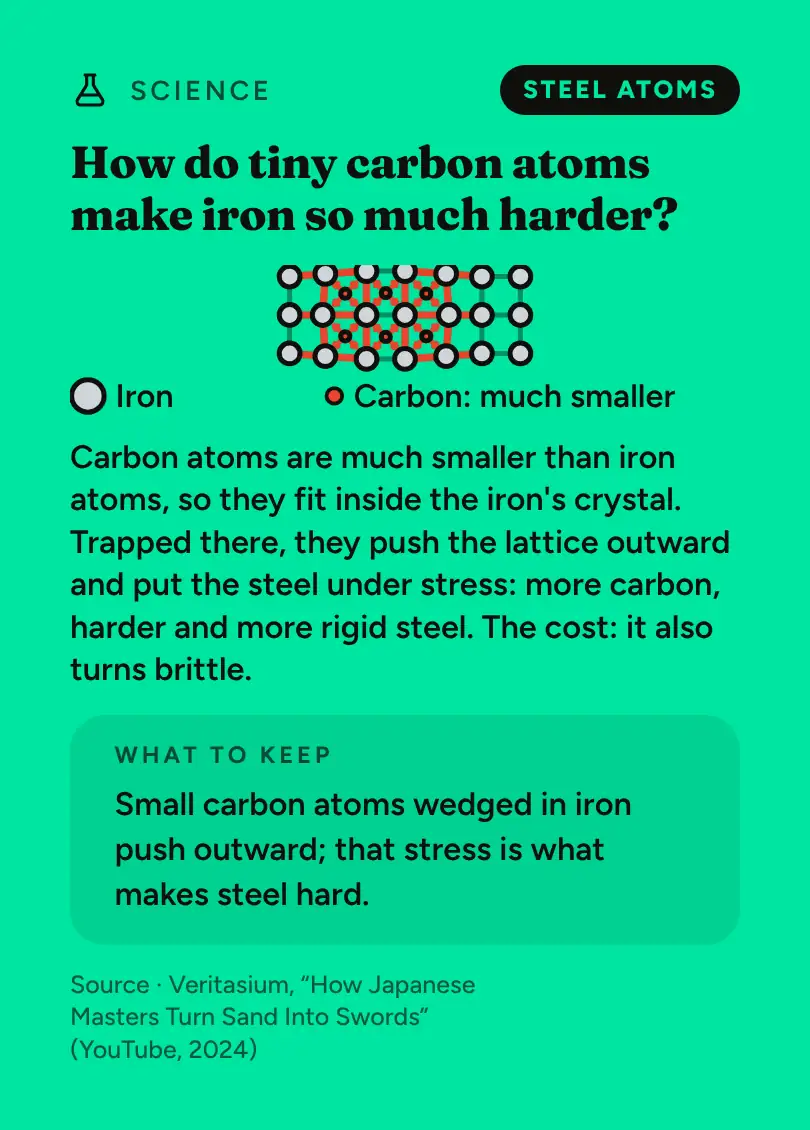 SCIENCE
STEEL ATOMS
How do tiny carbon atoms
make iron so much harder?
Iron
Carbon: much smaller
Carbon atoms are much smaller than iron
atoms, so they fit inside the iron's crystal.
Trapped there, they push the lattice outward
and put the steel under stress: more carbon,
harder and more rigid steel. The cost: it also
turns brittle.
WHAT TO KEEP
Small carbon atoms wedged in iron
push outward; that stress is what
makes steel hard.
Source · Veritasium, “How Japanese
Masters Turn Sand Into Swords”
(YouTube, 2024)